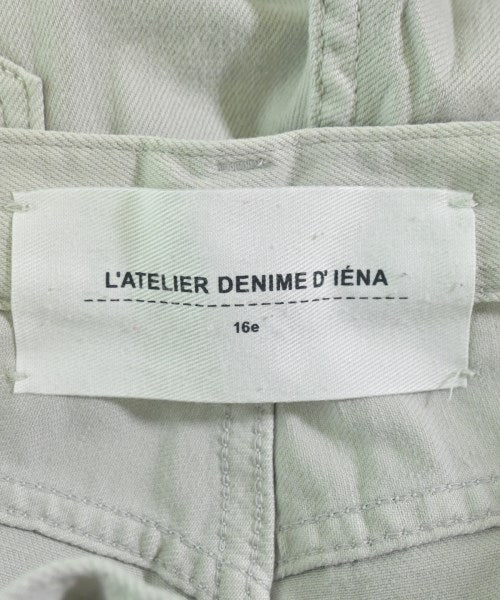 L'ATELIER DENIME D' IÉNA
16e